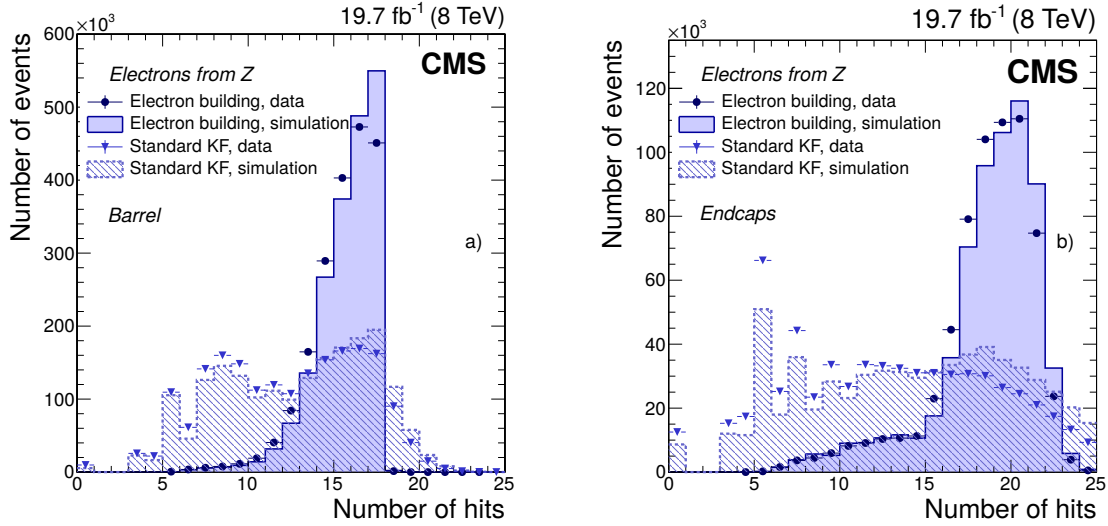 19.7 fb⁻¹ (8 TeV)
×10³
CMS
Electrons from Z
Electron building, data
Electron building, simulation
Standard KF, data
Standard KF, simulation
Barrel
a)
Number of events
600
500
400
300
200
100
0
0 5 10 15 20 25
Number of hits
19.7 fb⁻¹ (8 TeV)
×10³
CMS
Electrons from Z
Electron building, data
Electron building, simulation
Standard KF, data
Standard KF, simulation
Endcaps
b)
Number of events
120
100
80
60
40
20
0
0 5 10 15 20 25
Number of hits